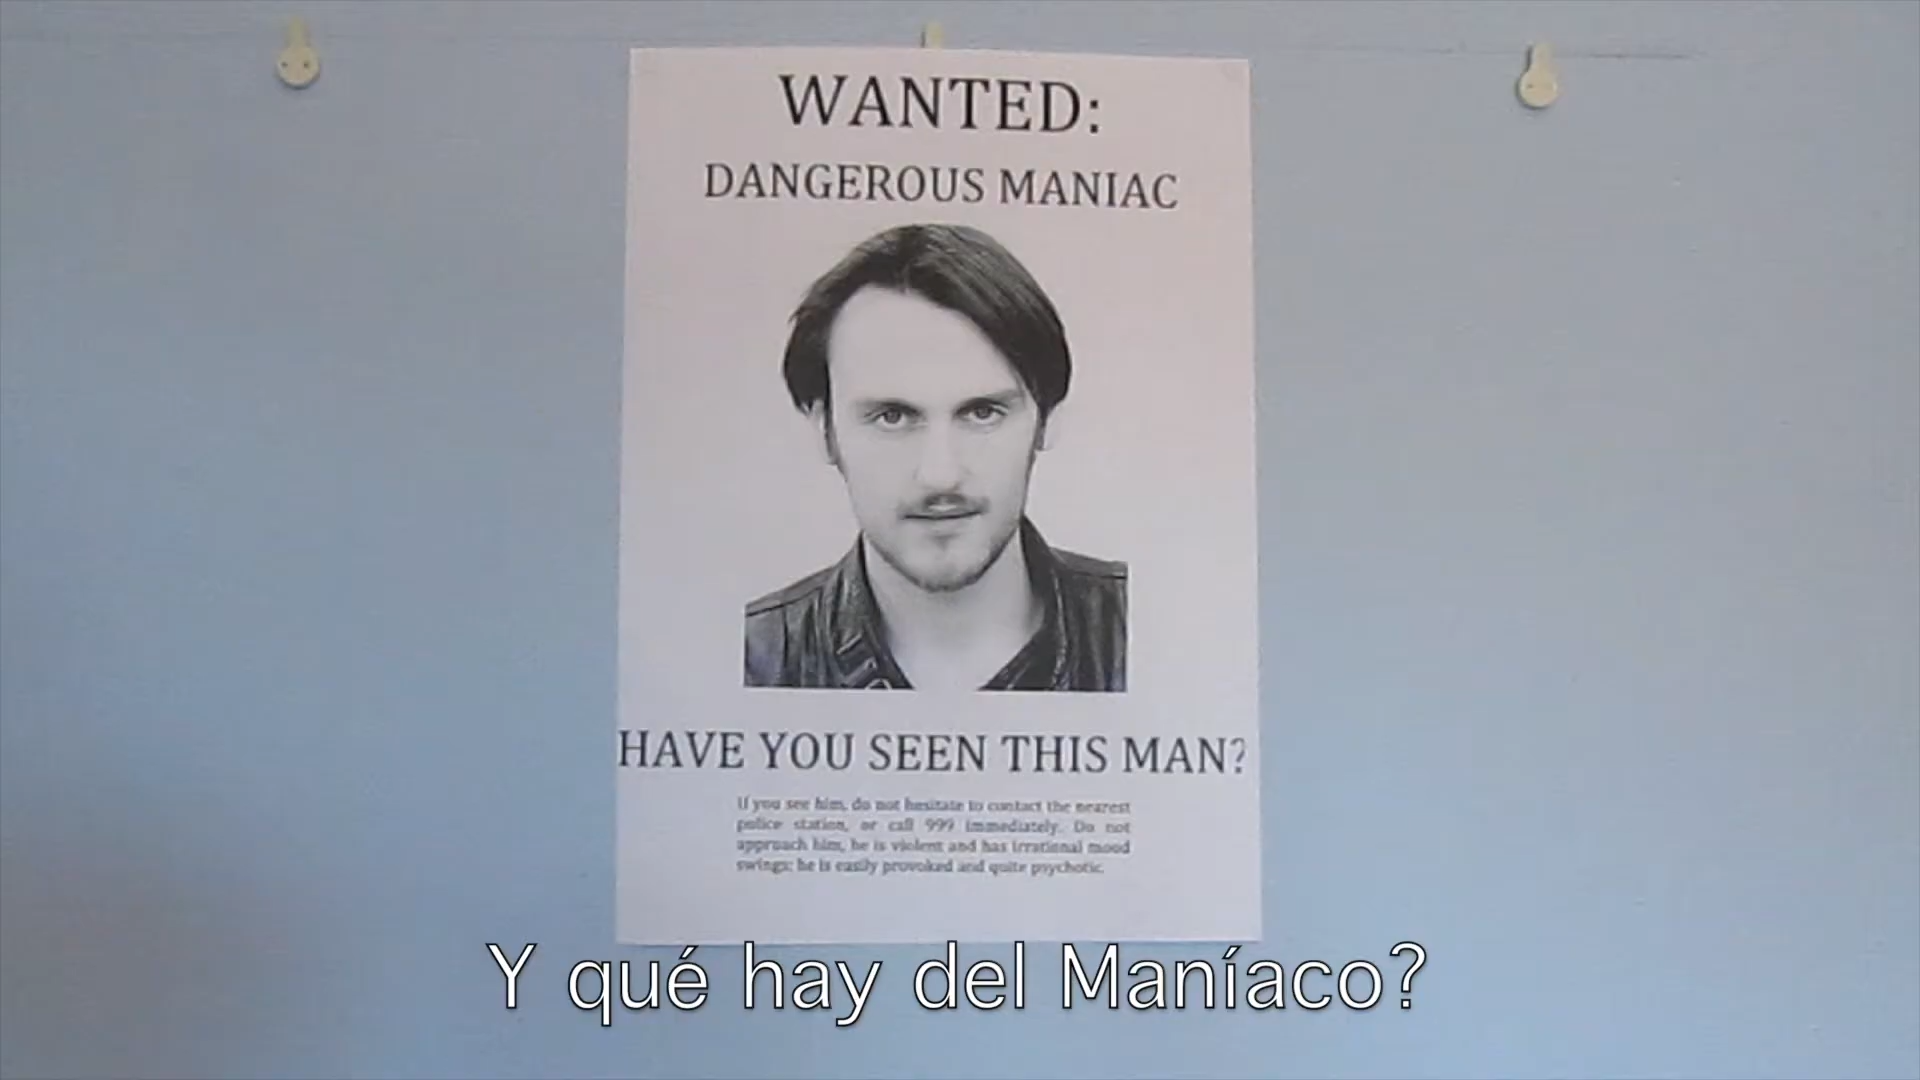 WANTED:
DANGEROUS MANIAC
HAVE YOU SEEN THIS MAN?
If you see him, do not hesitate to contact the nearest
police station, or call 999 immediately. Do not
approach him, he is violent and has irrational mood
swings: he is easily provoked and quite psychotic.
Y qué hay del Maníaco?